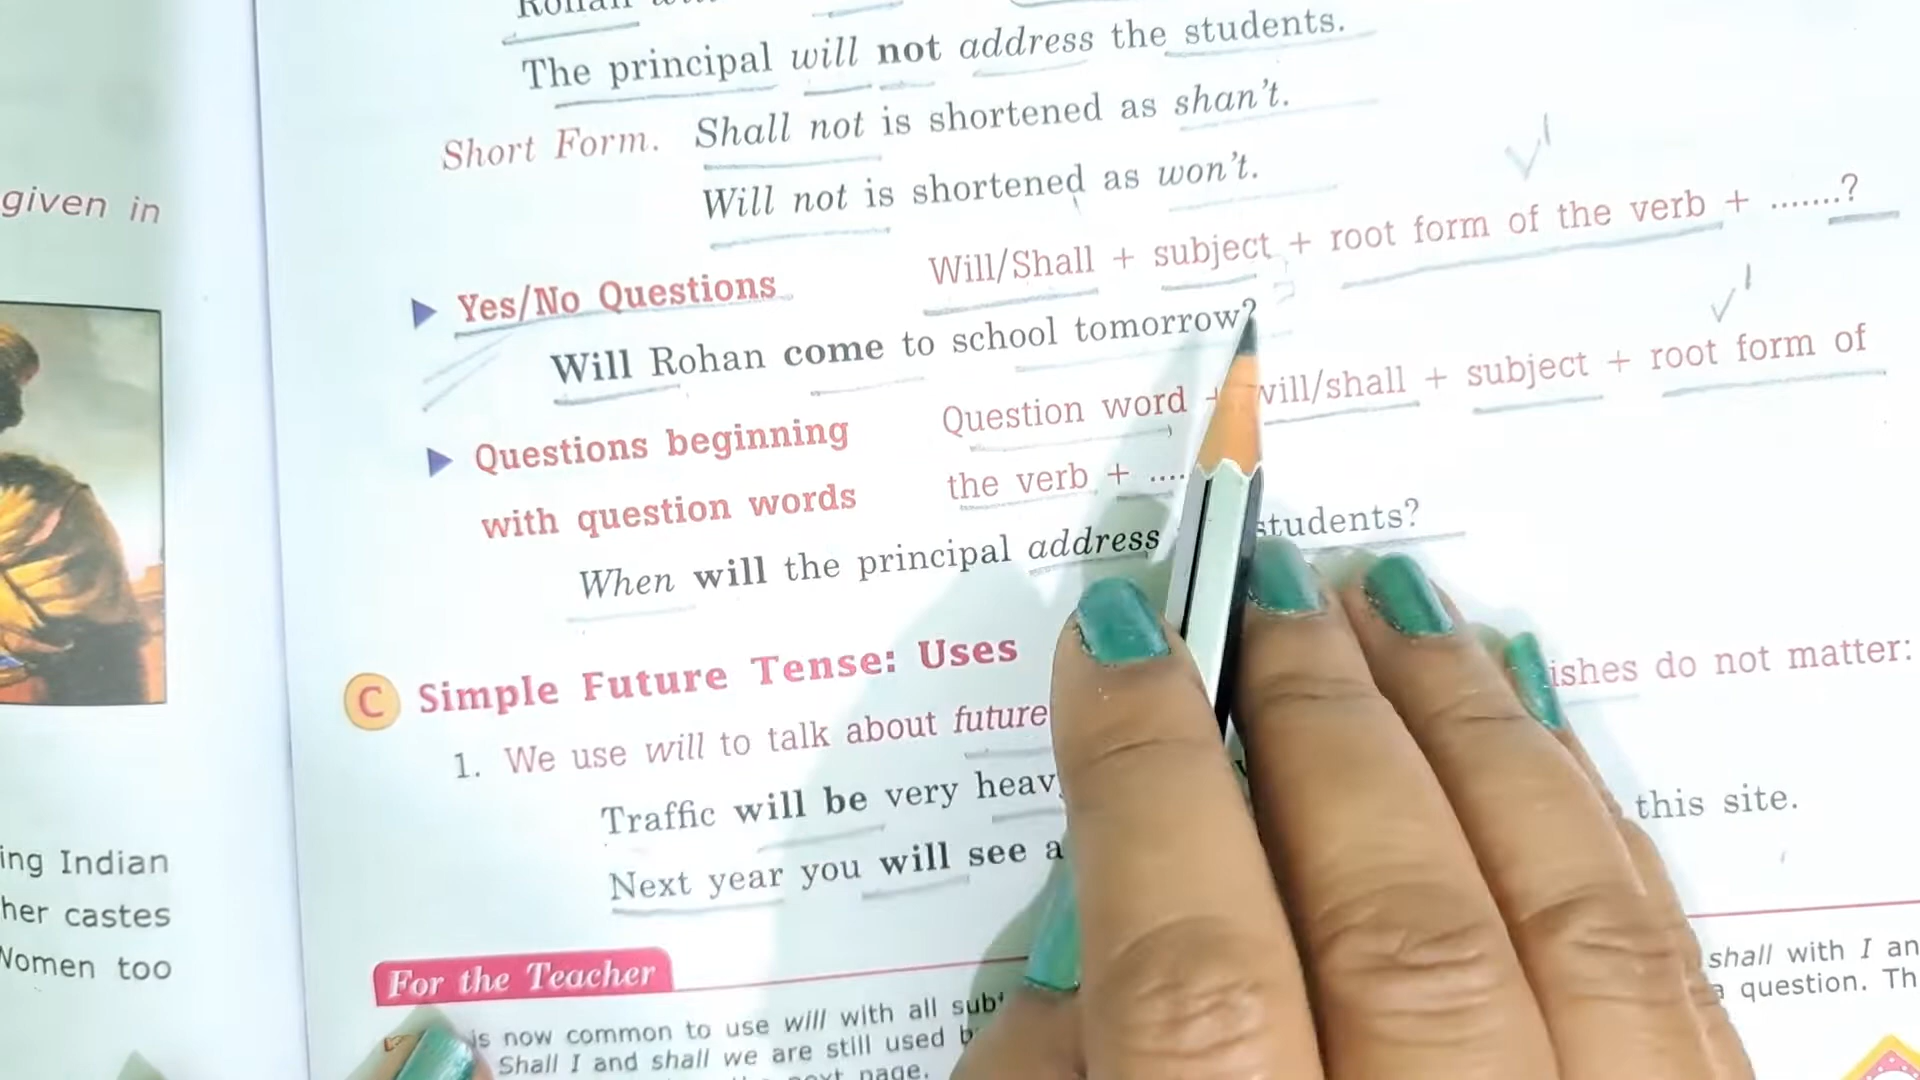 given in
ing Indian
her castes
Women too
Rohan
The principal will not address the students.
Short Form. Shall not is shortened as shan't.
Will not is shortened as won't.
▶ Yes/No Questions Will/Shall + subject + root form of the verb + .......?
Will Rohan come to school tomorrow?
▶ Questions beginning Question word + will/shall + subject + root form of
with question words the verb + ....
When will the principal address students?
C Simple Future Tense: Uses
1. We use will to talk about future ishes do not matter:
Traffic will be very heavy this site.
Next year you will see a
For the Teacher
is now common to use will with all shall with I an
Shall I and shall we are still used a question. Th
next page.